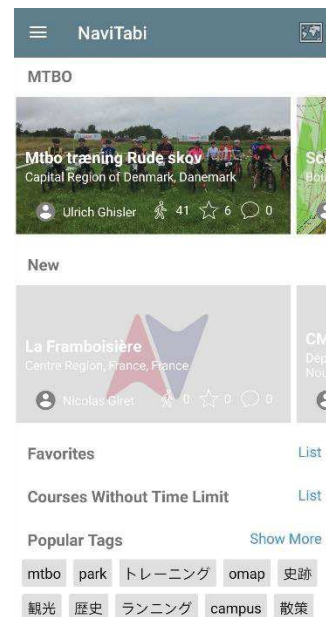 NaviTabi
MTBO
Mtbo træning Rude skov
Capital Region of Denmark, Danemark
Ulrich Ghisler 41 6 0
New
La Framboisière
Centre Region, France, France
Nicolas Giret 0 0 0
CM
Favorites List
Courses Without Time Limit List
Popular Tags Show More
mtbo park トレーニング omap 史跡
観光 歴史 ランニング campus 散策